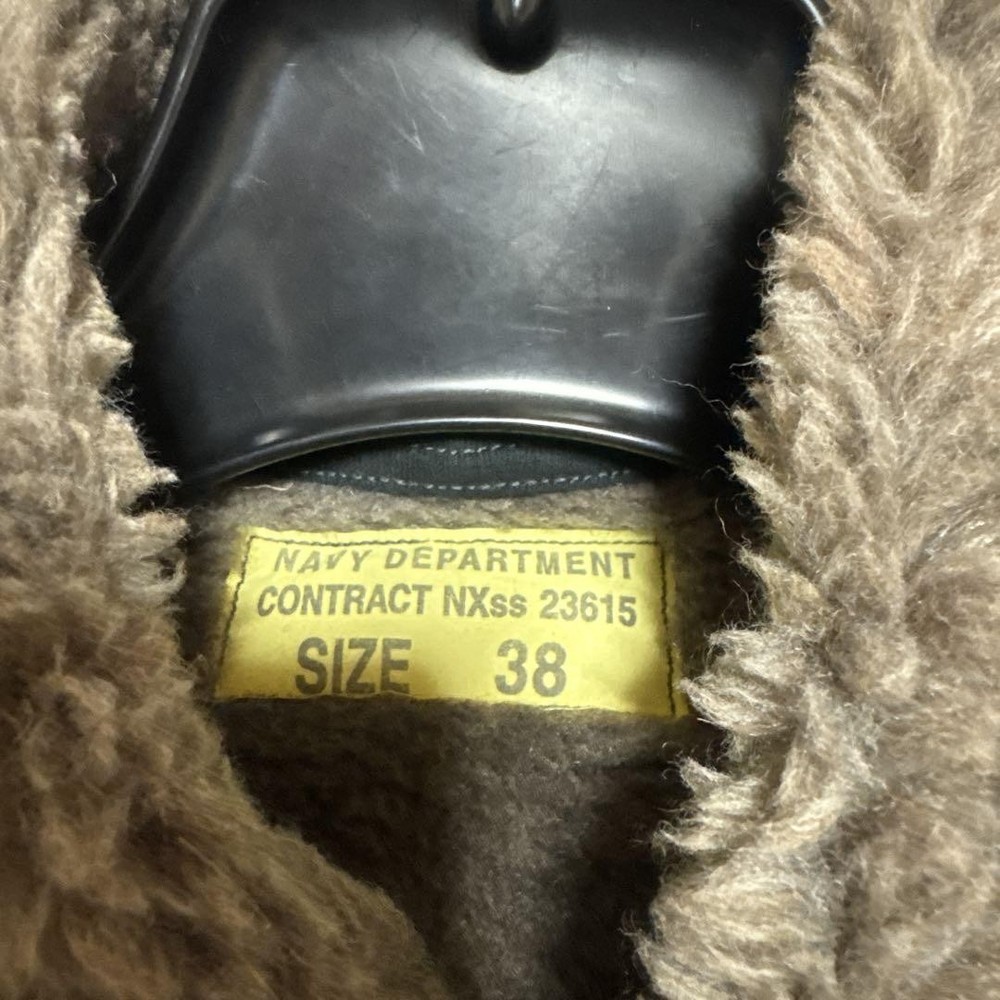 NAVY DEPARTMENT
CONTRACT NXss 23615
SIZE 38